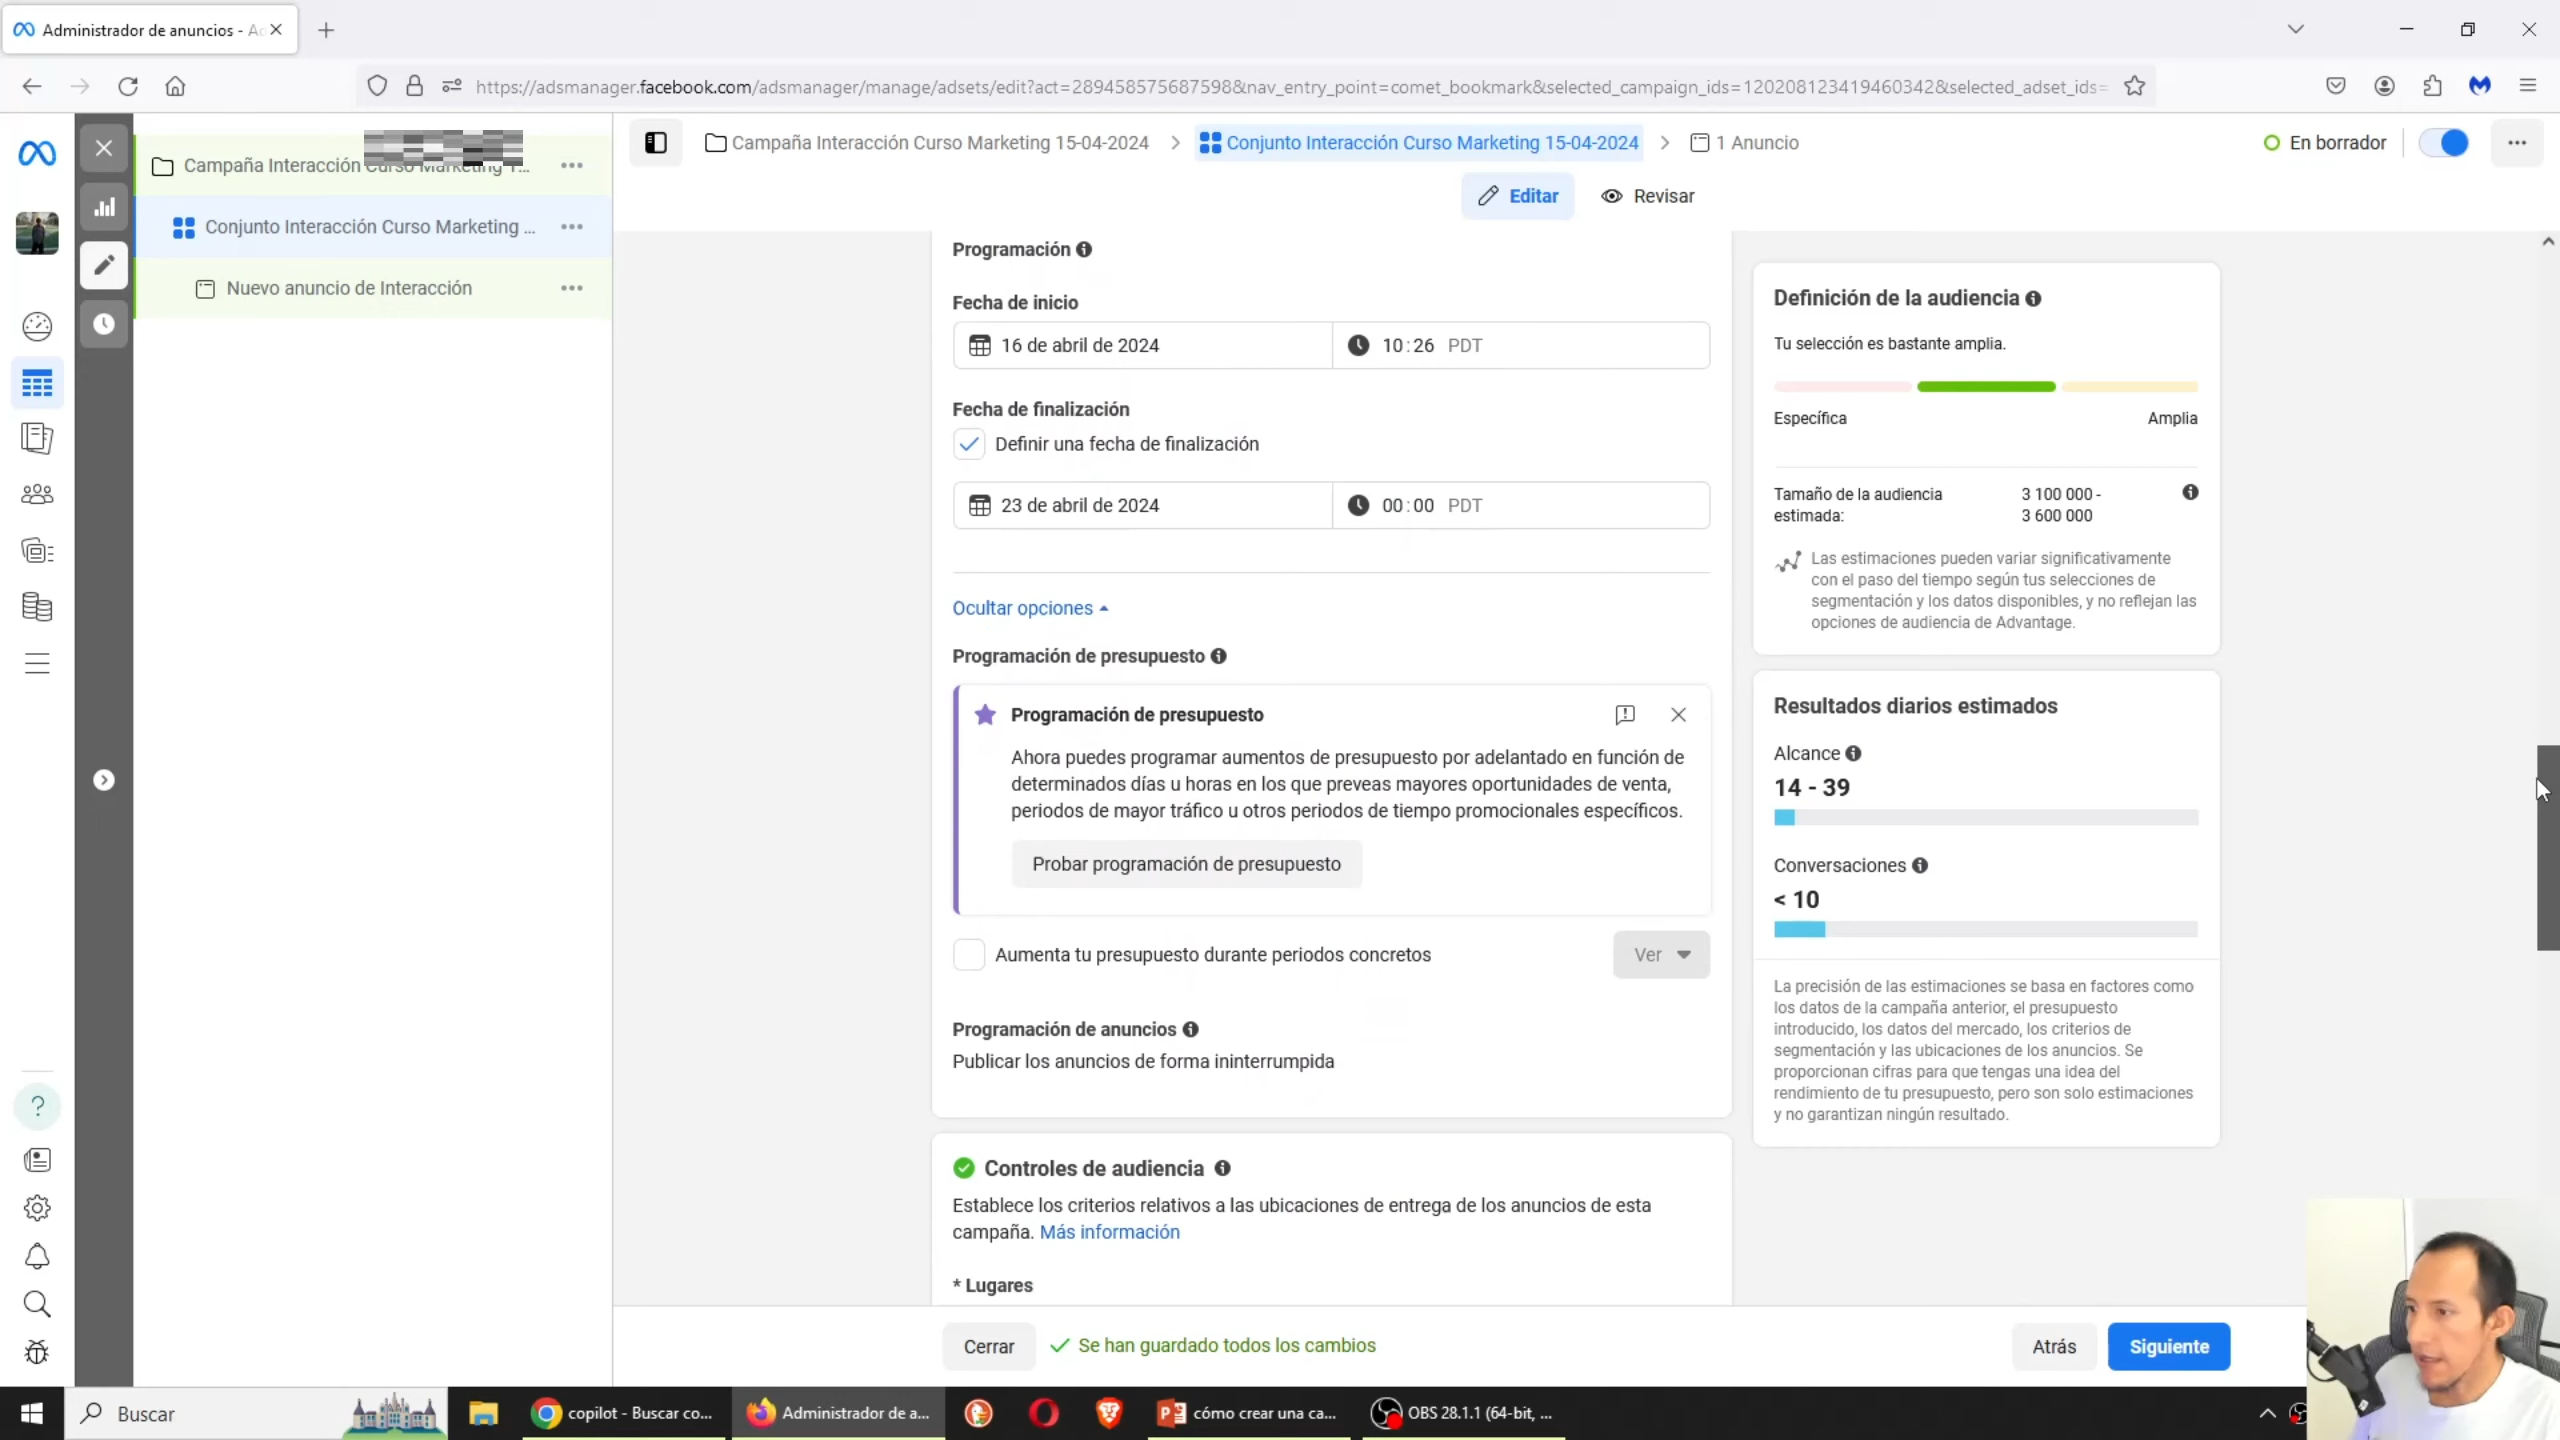 Administrador de anuncios - Ad
https://adsmanager.facebook.com/adsmanager/manage/adsets/edit?act=289458575687598&nav_entry_point=comet_bookmark&selected_campaign_ids=120208123419460342&selected_adset_ids=
Campaña Interacción Curso Marketing 1...
Conjunto Interacción Curso Marketing ...
Nuevo anuncio de Interacción
Campaña Interacción Curso Marketing 15-04-2024 > Conjunto Interacción Curso Marketing 15-04-2024 > 1 Anuncio
En borrador
Editar
Revisar
Programación
Fecha de inicio
16 de abril de 2024
10:26 PDT
Fecha de finalización
Definir una fecha de finalización
23 de abril de 2024
00:00 PDT
Ocultar opciones
Programación de presupuesto
Programación de presupuesto
Ahora puedes programar aumentos de presupuesto por adelantado en función de
determinados días u horas en los que preveas mayores oportunidades de venta,
periodos de mayor tráfico u otros periodos de tiempo promocionales específicos.
Probar programación de presupuesto
Aumenta tu presupuesto durante periodos concretos
Ver
Programación de anuncios
Publicar los anuncios de forma ininterrumpida
Controles de audiencia
Establece los criterios relativos a las ubicaciones de entrega de los anuncios de esta
campaña. Más información
* Lugares
Definición de la audiencia
Tu selección es bastante amplia.
Específica
Amplia
Tamaño de la audiencia
estimada:
3 100 000 -
3 600 000
Las estimaciones pueden variar significativamente
con el paso del tiempo según tus selecciones de
segmentación y los datos disponibles, y no reflejan las
opciones de audiencia de Advantage.
Resultados diarios estimados
Alcance
14 - 39
Conversaciones
< 10
La precisión de las estimaciones se basa en factores como
los datos de la campaña anterior, el presupuesto
introducido, los datos del mercado, los criterios de
segmentación y las ubicaciones de los anuncios. Se
proporcionan cifras para que tengas una idea del
rendimiento de tu presupuesto, pero son solo estimaciones
y no garantizan ningún resultado.
Cerrar
Se han guardado todos los cambios
Atrás
Siguiente
Buscar
copilot - Buscar co...
Administrador de a...
cómo crear una ca...
OBS 28.1.1 (64-bit, ...